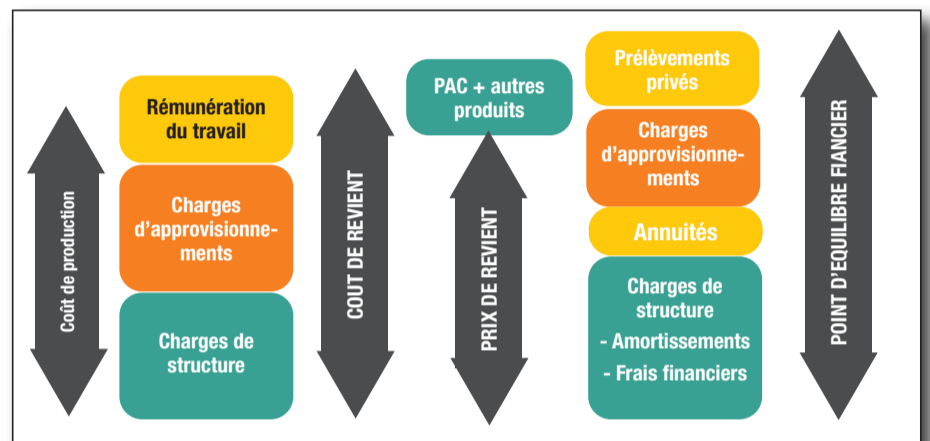 Coût de production
Rémunération
du travail
Charges
d'approvisionne-
ments
Charges de
structure
COUT DE REVIENT
PAC + autres
produits
PRIX DE REVIENT
Prélèvements
privés
Charges
d'approvisionne-
ments
Annuités
Charges de
structure
- Amortissements
- Frais financiers
POINT D'EQUILIBRE FIANCIER